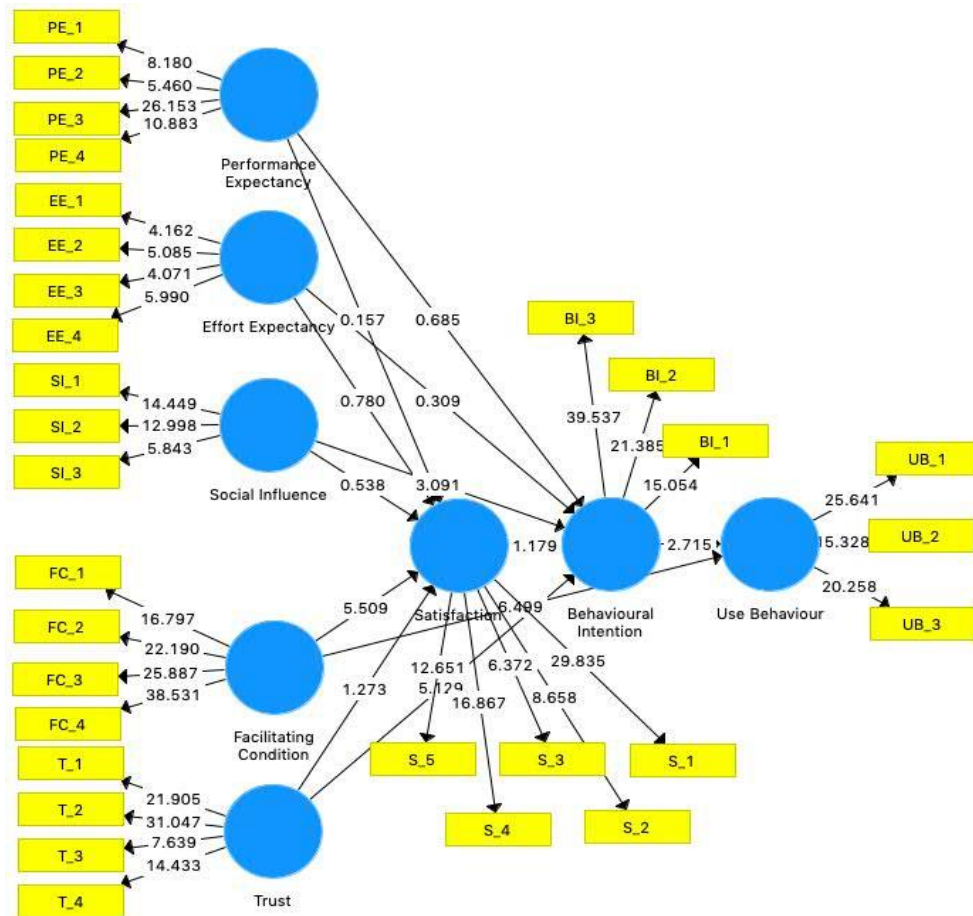 PE_1
8.180
PE_2
5.460
26.153
PE_3
10.883
PE_4
Performance
Expectancy
EE_1
4.162
EE_2
5.085
4.071
EE_3
5.990
EE_4
Effort Expectancy
0.157
0.685
BI_3
0.780
0.309
BI_2
39.537
SI_1
14.449
SI_2
12.998
5.843
SI_3
Social Influence
0.538
3.091
21.385
BI_1
15.054
UB_1
25.641
1.179
2.715
15.328
UB_2
20.258
UB_3
Satisfaction
Behavioural
Intention
Use Behaviour
FC_1
16.797
FC_2
22.190
25.887
FC_3
38.531
FC_4
Facilitating
Condition
5.509
6.499
1.273
5.129
12.651
16.867
6.372
8.658
29.835
S_5
S_3
S_1
S_4
S_2
T_1
21.905
T_2
31.047
7.639
T_3
14.433
T_4
Trust